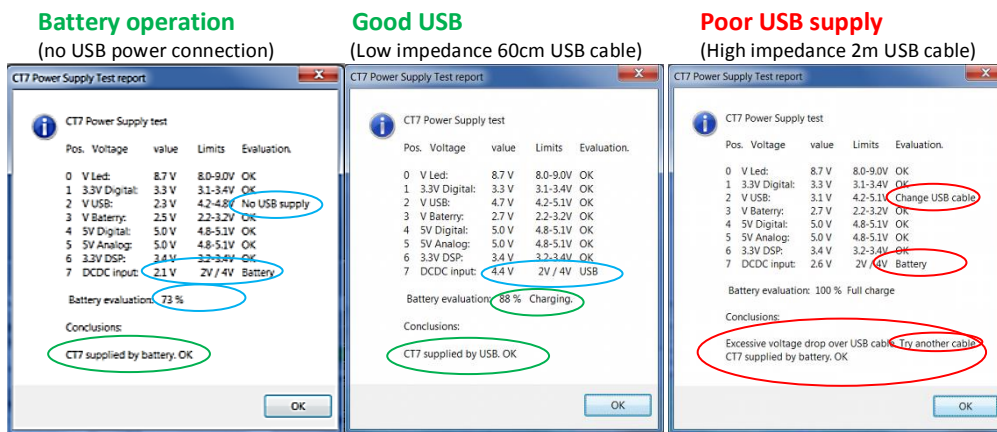 Battery operation
(no USB power connection)
CT7 Power Supply Test report
X
CT7 Power Supply test
Pos. Voltage value Limits Evaluation.
0 V Led: 8.7 V 8.0-9.0V OK
1 3.3V Digital: 3.3 V 3.1-3.4V OK
2 V USB: 2.3 V 4.2-4.8V No USB supply
3 V Baterry: 2.5 V 2.2-3.2V OK
4 5V Digital: 5.0 V 4.8-5.1V OK
5 5V Analog: 5.0 V 4.8-5.1V OK
6 3.3V DSP: 3.4 V 3.2-3.4V OK
7 DCDC input: 2.1 V 2V / 4V Battery
Battery evaluation: 73 %
Conclusions:
CT7 supplied by battery. OK
OK
Good USB
(Low impedance 60cm USB cable)
CT7 Power Supply Test report
X
CT7 Power Supply test
Pos. Voltage value Limits Evaluation.
0 V Led: 8.7 V 8.0-9.0V OK
1 3.3V Digital: 3.3 V 3.1-3.4V OK
2 V USB: 4.7 V 4.2-5.1V OK
3 V Baterry: 2.7 V 2.2-3.2V OK
4 5V Digital: 5.0 V 4.8-5.1V OK
5 5V Analog: 5.0 V 4.8-5.1V OK
6 3.3V DSP: 3.4 V 3.2-3.4V OK
7 DCDC input: 4.4 V 2V / 4V USB
Battery evaluation: 88 % Charging.
Conclusions:
CT7 supplied by USB. OK
OK
Poor USB supply
(High impedance 2m USB cable)
CT7 Power Supply Test report
X
CT7 Power Supply test
Pos. Voltage value Limits Evaluation.
0 V Led: 8.7 V 8.0-9.0V OK
1 3.3V Digital: 3.3 V 3.1-3.4V OK
2 V USB: 3.1 V 4.2-5.1V Change USB cable
3 V Baterry: 2.7 V 2.2-3.2V OK
4 5V Digital: 5.0 V 4.8-5.1V OK
5 5V Analog: 5.0 V 4.8-5.1V OK
6 3.3V DSP: 3.4 V 3.2-3.4V OK
7 DCDC input: 2.6 V 2V / 4V Battery
Battery evaluation: 100 % Full charge
Conclusions:
Excessive voltage drop over USB cable. Try another cable
CT7 supplied by battery. OK
OK